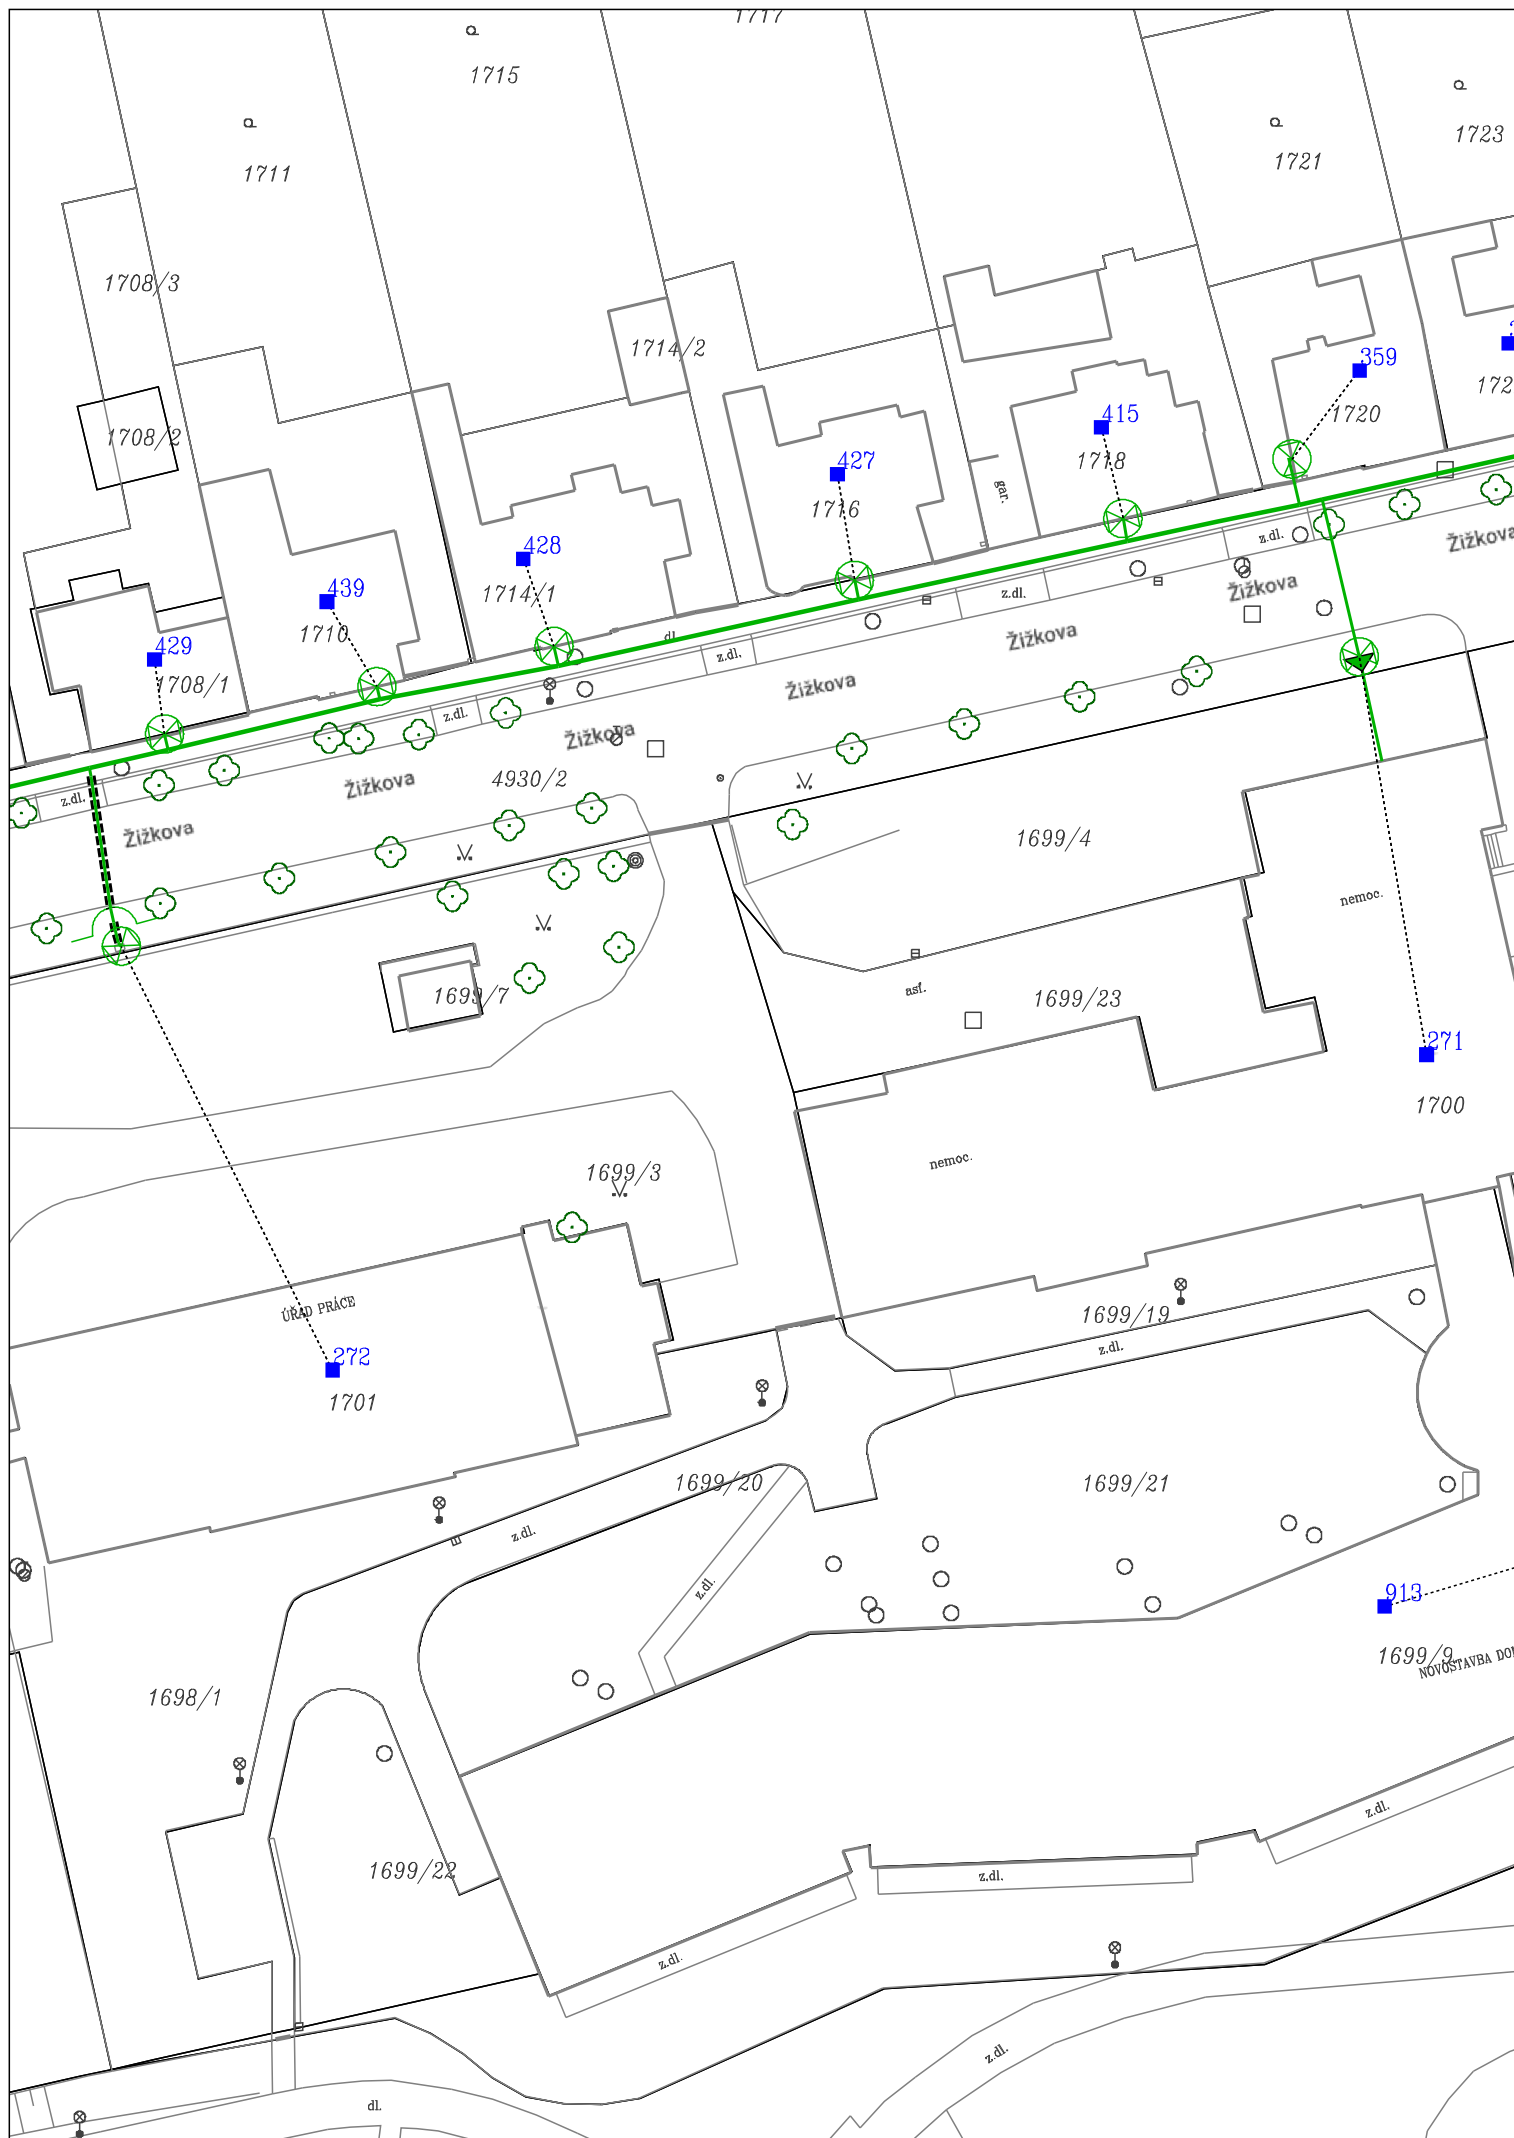 1717
1715
1711
1723
1721
1708/3
1714/2
359
1720
415
1718
427
1716
gar.
1708/2
428
1714/1
439
1710
429
1708/1
z.dl.
Žižkova
Žižkova
z.dl.
dl.
Žižkova
z.dl.
Žižkova
z.dl.
Žižkova
4930/2
Žižkova
z.dl.
Žižkova
1699/4
nemoc.
1699/7
asf.
1699/23
271
1700
nemoc.
1699/3
ÚŘAD PRÁCE
272
1701
1699/19
z.dl.
1699/20
1699/21
z.dl.
z.dl.
913
1699/9
NOVOSTAVBA
1698/1
z.dl.
1699/22
z.dl.
z.dl.
z.dl.
dl.